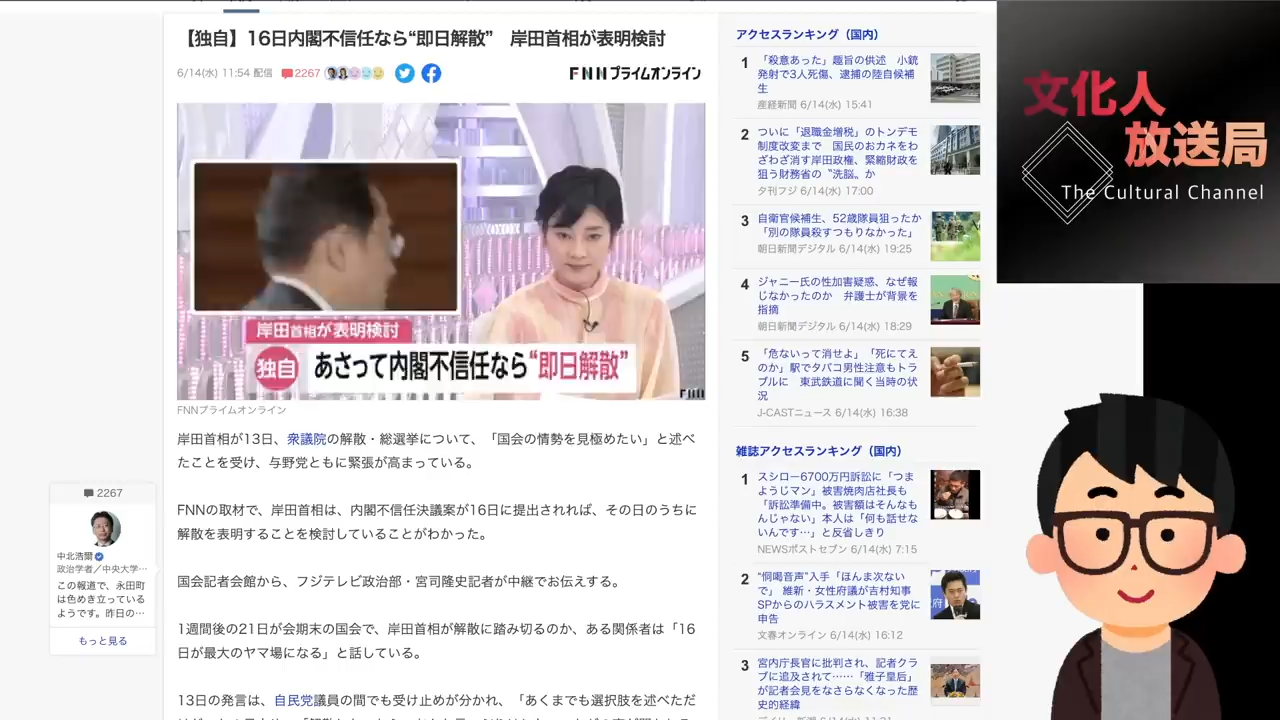 【独自】16日内閣不信任なら“即日解散”　岸田首相が表明検討
6/14(水) 11:54 配信
2267
FNNプライムオンライン
岸田首相が表明検討
独自
あさって内閣不信任なら“即日解散”
FNN
FNNプライムオンライン
岸田首相が13日、衆議院の解散・総選挙について、「国会の情勢を見極めたい」と述べ
たことを受け、与野党ともに緊張が高まっている。
FNNの取材で、岸田首相は、内閣不信任決議案が16日に提出されれば、その日のうちに
解散を表明することを検討していることがわかった。
国会記者会館から、フジテレビ政治部・宮司隆史記者が中継でお伝えする。
1週間後の21日が会期末の国会で、岸田首相が解散に踏み切るのか、ある関係者は「16
日が最大のヤマ場になる」と話している。
13日の発言は、自民党議員の間でも受け止めが分かれ、「あくまでも選択肢を述べただ
2267
中北浩爾
政治学者／中央大学…
この報道で、永田町
は色めき立っている
ようです。昨日の…
もっと見る
アクセスランキング（国内）
1
「殺意あった」趣旨の供述　小銃
発射で3人死傷、逮捕の陸自候補
生
産経新聞 6/14(水) 15:41
2
ついに「退職金増税」のトンデモ
制度改変まで　国民のおカネをわ
ざわざ消す岸田政権、緊縮財政を
狙う財務省の〝洗脳〟か
夕刊フジ 6/14(水) 17:00
3
自衛官候補生、52歳隊員狙ったか
「別の隊員殺すつもりなかった」
朝日新聞デジタル 6/14(水) 19:25
4
ジャニー氏の性加害疑惑、なぜ報
じなかったのか　弁護士が背景を
指摘
朝日新聞デジタル 6/14(水) 18:29
5
「危ないって消せよ」「死にてえ
のか」駅でタバコ男性注意もトラ
ブルに　東武鉄道に聞く当時の状
況
J-CASTニュース 6/14(水) 16:38
雑誌アクセスランキング（国内）
1
スシロー6700万円訴訟に「つま
ようじマン」被害焼肉店社長も
「訴訟準備中。被害額はそんなも
んじゃない」本人は「何も話せな
いんです…」と反省しきり
NEWSポストセブン 6/14(水) 7:15
2
“恫喝音声”入手「ほんま次ない
で」 維新・女性府議が吉村知事
SPからのハラスメント被害を党に
申告
文春オンライン 6/14(水) 16:12
3
宮内庁長官に批判され、記者クラ
ブに追及されて……「雅子皇后」
が記者会見をなさらなくなった歴
史的経緯
文化人
放送局
The Cultural Channel